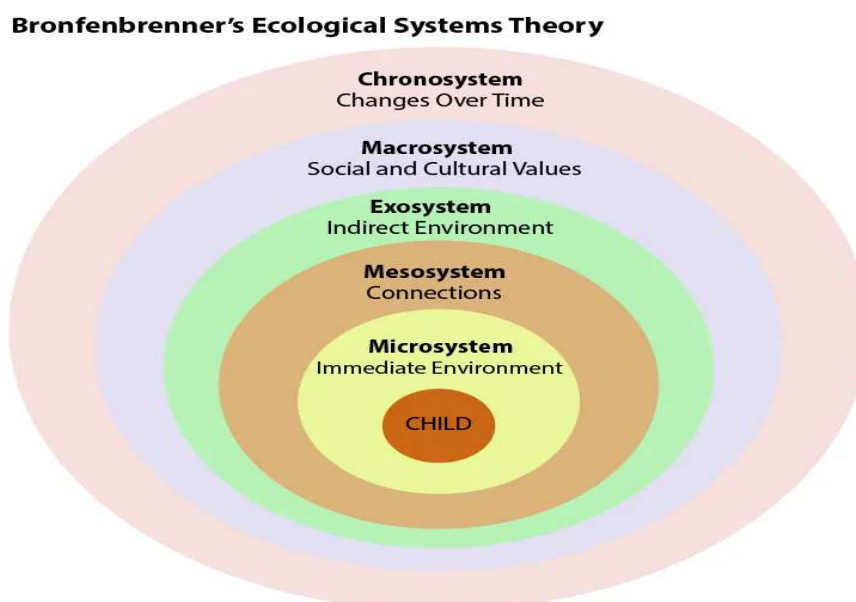 Bronfenbrenner’s Ecological Systems Theory
Chronosystem
Changes Over Time
Macrosystem
Social and Cultural Values
Exosystem
Indirect Environment
Mesosystem
Connections
Microsystem
Immediate Environment
CHILD